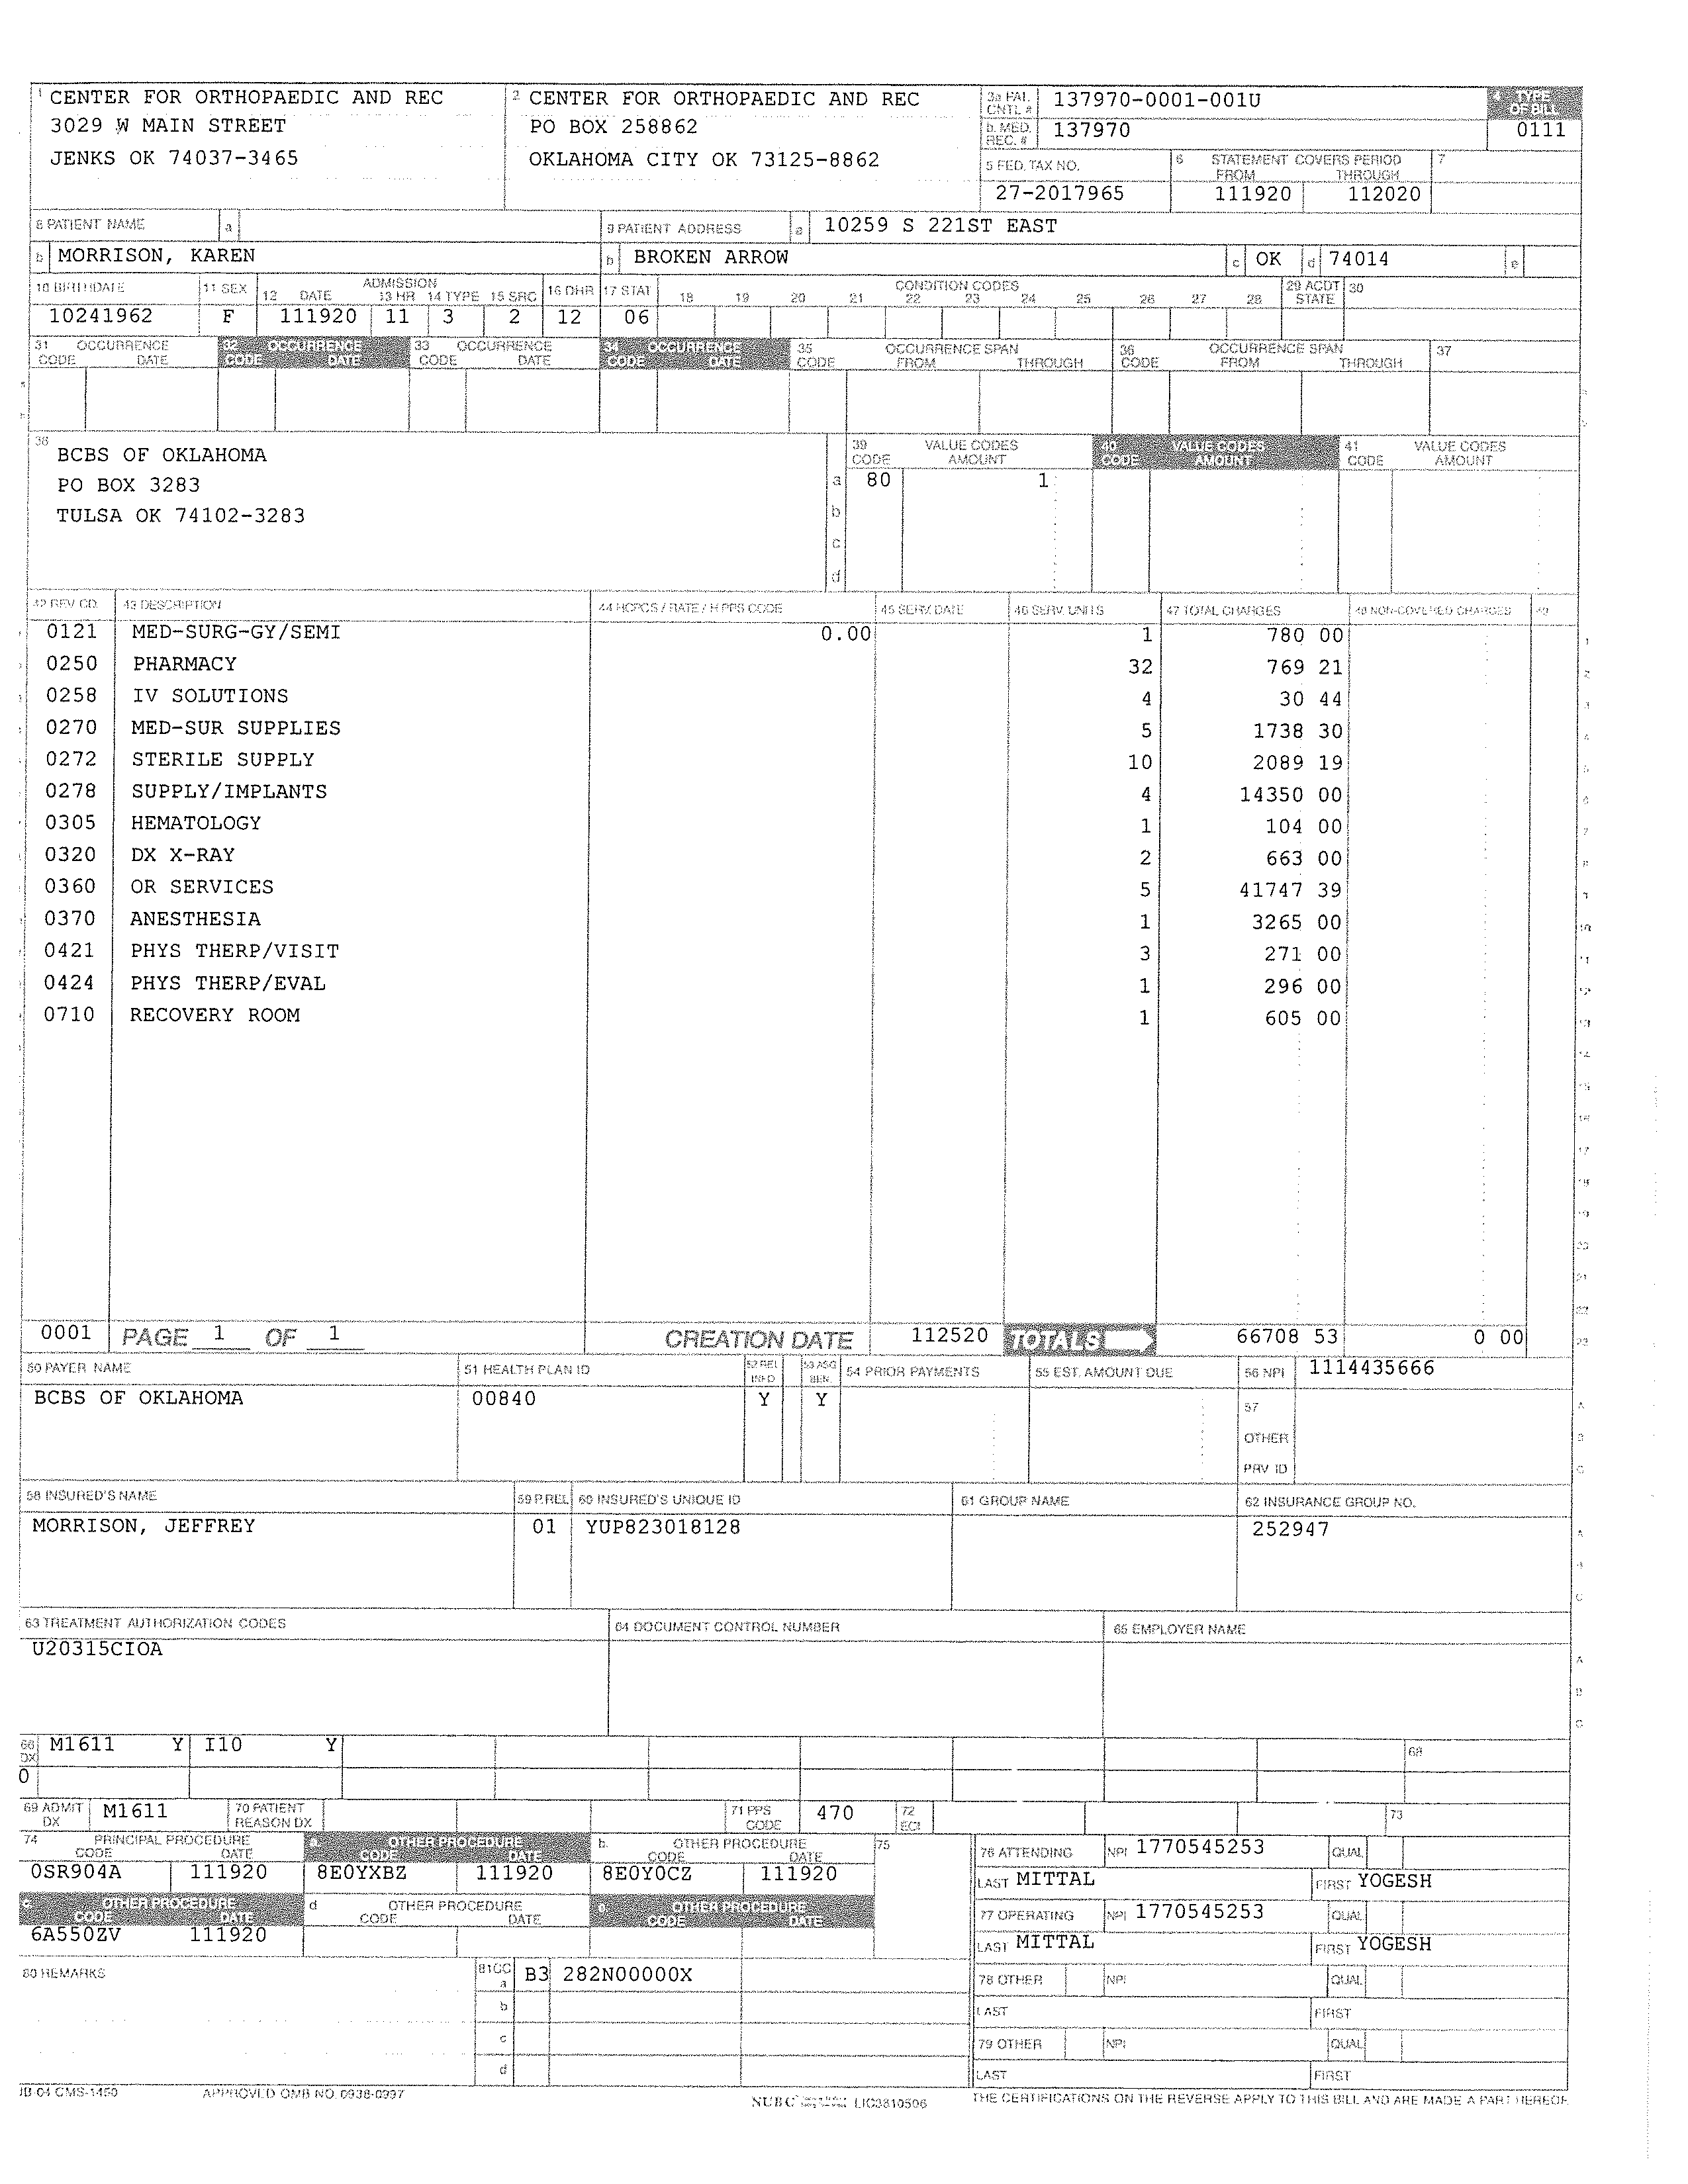 1 CENTER FOR ORTHOPAEDIC AND REC
3029 W MAIN STREET
JENKS OK 74037-3465
2 CENTER FOR ORTHOPAEDIC AND REC
PO BOX 258862
OKLAHOMA CITY OK 73125-8862
3a PAT. CNTL # 137970-0001-001U
b. MED. REC. # 137970
4 TYPE OF BILL
0111
5 FED. TAX NO.
27-2017965
6 STATEMENT COVERS PERIOD
FROM THROUGH
111920 112020
7
8 PATIENT NAME a
b MORRISON, KAREN
9 PATIENT ADDRESS a 10259 S 221ST EAST
b BROKEN ARROW c OK d 74014 e
10 BIRTHDATE 11 SEX 12 DATE ADMISSION 13 HR 14 TYPE 15 SRC 16 DHR 17 STAT 18 19 20 21 CONDITION CODES 22 23 24 25 26 27 28 29 ACDT STATE 30
10241962 F 111920 11 3 2 12 06
31 OCCURRENCE CODE DATE 32 OCCURRENCE CODE DATE 33 OCCURRENCE CODE DATE 34 OCCURRENCE CODE DATE 35 CODE OCCURRENCE SPAN FROM THROUGH 36 CODE OCCURRENCE SPAN FROM THROUGH 37
38
BCBS OF OKLAHOMA
PO BOX 3283
TULSA OK 74102-3283
39 CODE VALUE CODES AMOUNT 40 CODE VALUE CODES AMOUNT 41 CODE VALUE CODES AMOUNT
a 80 1
b
c
d
42 REV. CD. 43 DESCRIPTION 44 HCPCS / RATE / HIPPS CODE 45 SERV. DATE 46 SERV. UNITS 47 TOTAL CHARGES 48 NON-COVERED CHARGES 49
0121 MED-SURG-GY/SEMI 0.00 1 780 00
0250 PHARMACY 32 769 21
0258 IV SOLUTIONS 4 30 44
0270 MED-SUR SUPPLIES 5 1738 30
0272 STERILE SUPPLY 10 2089 19
0278 SUPPLY/IMPLANTS 4 14350 00
0305 HEMATOLOGY 1 104 00
0320 DX X-RAY 2 663 00
0360 OR SERVICES 5 41747 39
0370 ANESTHESIA 1 3265 00
0421 PHYS THERP/VISIT 3 271 00
0424 PHYS THERP/EVAL 1 296 00
0710 RECOVERY ROOM 1 605 00
0001 PAGE 1 OF 1 CREATION DATE 112520 TOTALS 66708 53 0 00
50 PAYER NAME 51 HEALTH PLAN ID 52 REL INFO 53 ASG BEN. 54 PRIOR PAYMENTS 55 EST. AMOUNT DUE 56 NPI 1114435666
BCBS OF OKLAHOMA 00840 Y Y
57
OTHER
PRV ID
58 INSURED'S NAME 59 P.REL 60 INSURED'S UNIQUE ID 61 GROUP NAME 62 INSURANCE GROUP NO.
MORRISON, JEFFREY 01 YUP823018128 252947
63 TREATMENT AUTHORIZATION CODES 64 DOCUMENT CONTROL NUMBER 65 EMPLOYER NAME
U20315CIOA
66 DX M1611 Y I10 Y
0
68
69 ADMIT DX M1611 70 PATIENT REASON DX 71 PPS CODE 470 72 ECI 73
74 PRINCIPAL PROCEDURE CODE DATE a. OTHER PROCEDURE CODE DATE b. OTHER PROCEDURE CODE DATE 75
0SR904A 111920 8E0YXBZ 111920 8E0Y0CZ 111920
c. OTHER PROCEDURE CODE DATE d OTHER PROCEDURE CODE DATE e. OTHER PROCEDURE CODE DATE
6A550ZV 111920
76 ATTENDING NPI 1770545253 QUAL
LAST MITTAL FIRST YOGESH
77 OPERATING NPI 1770545253 QUAL
LAST MITTAL FIRST YOGESH
80 REMARKS
81CC a B3 282N00000X
b
c
d
78 OTHER NPI QUAL
LAST FIRST
79 OTHER NPI QUAL
LAST FIRST
UB-04 CMS-1450 APPROVED OMB NO. 0938-0997 NUBC LIC9810506 THE CERTIFICATIONS ON THE REVERSE APPLY TO THIS BILL AND ARE MADE A PART HEREOF.